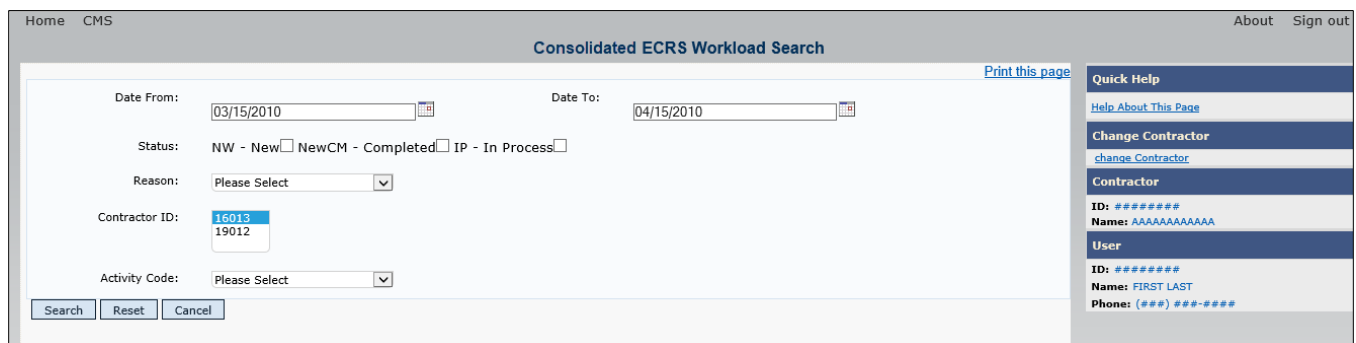 Home CMS About Sign out
Consolidated ECRS Workload Search
Print this page
Date From: 03/15/2010 Date To: 04/15/2010
Status: NW - New NewCM - Completed IP - In Process
Reason: Please Select
Contractor ID: 16013
19012
Activity Code: Please Select
Search Reset Cancel
Quick Help
Help About This Page
Change Contractor
change Contractor
Contractor
ID: ########
Name: AAAAAAAAAAAA
User
ID: ########
Name: FIRST LAST
Phone: (###) ###-####